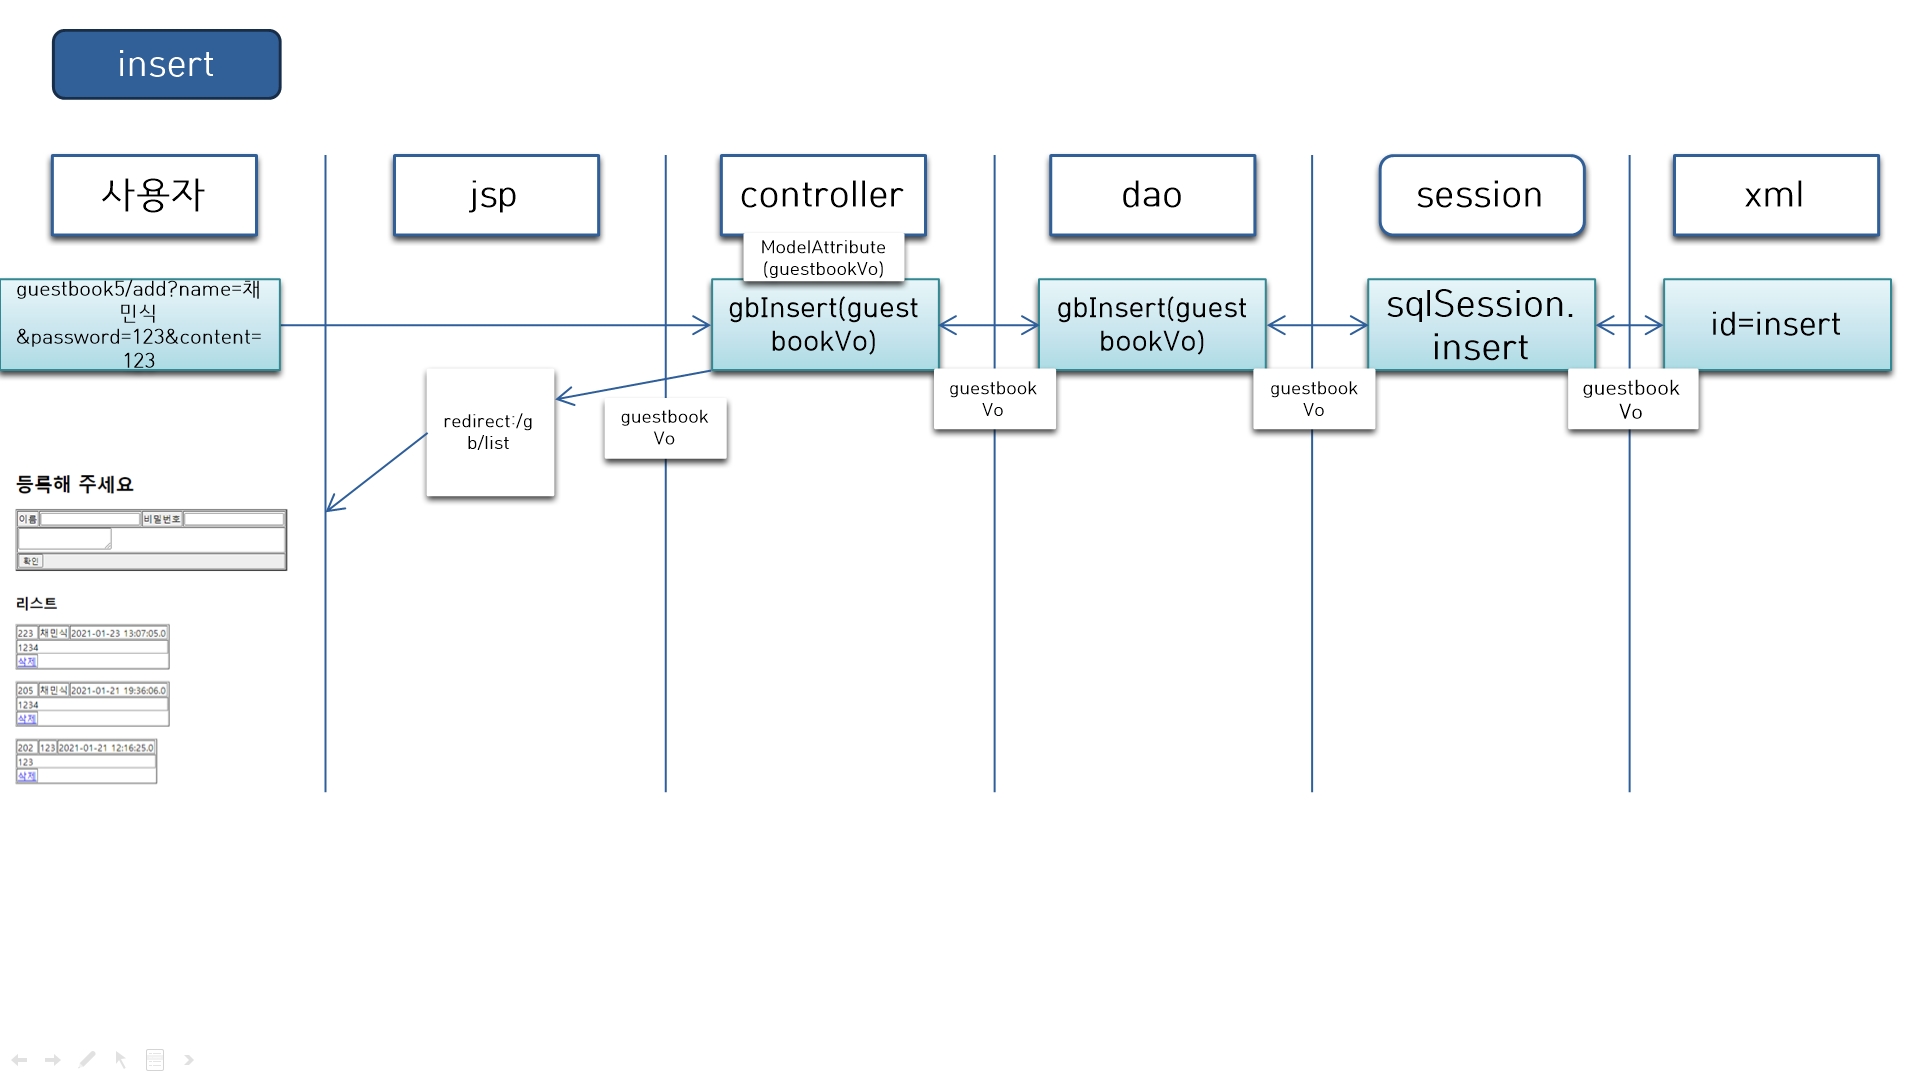 insert
사용자
jsp
controller
dao
session
xml
ModelAttribute
(guestbookVo)
guestbook5/add?name=채
민식
&password=123&content=
123
gbInsert(guest
bookVo)
gbInsert(guest
bookVo)
sqlSession.
insert
id=insert
redirect:/g
b/list
guestbook
Vo
guestbook
Vo
guestbook
Vo
guestbook
Vo
등록해 주세요
이름 비밀번호
확인
리스트
223 채민식 2021-01-23 13:07:05.0
1234
삭제
205 채민식 2021-01-21 19:36:06.0
1234
삭제
202 123 2021-01-21 12:16:25.0
123
삭제